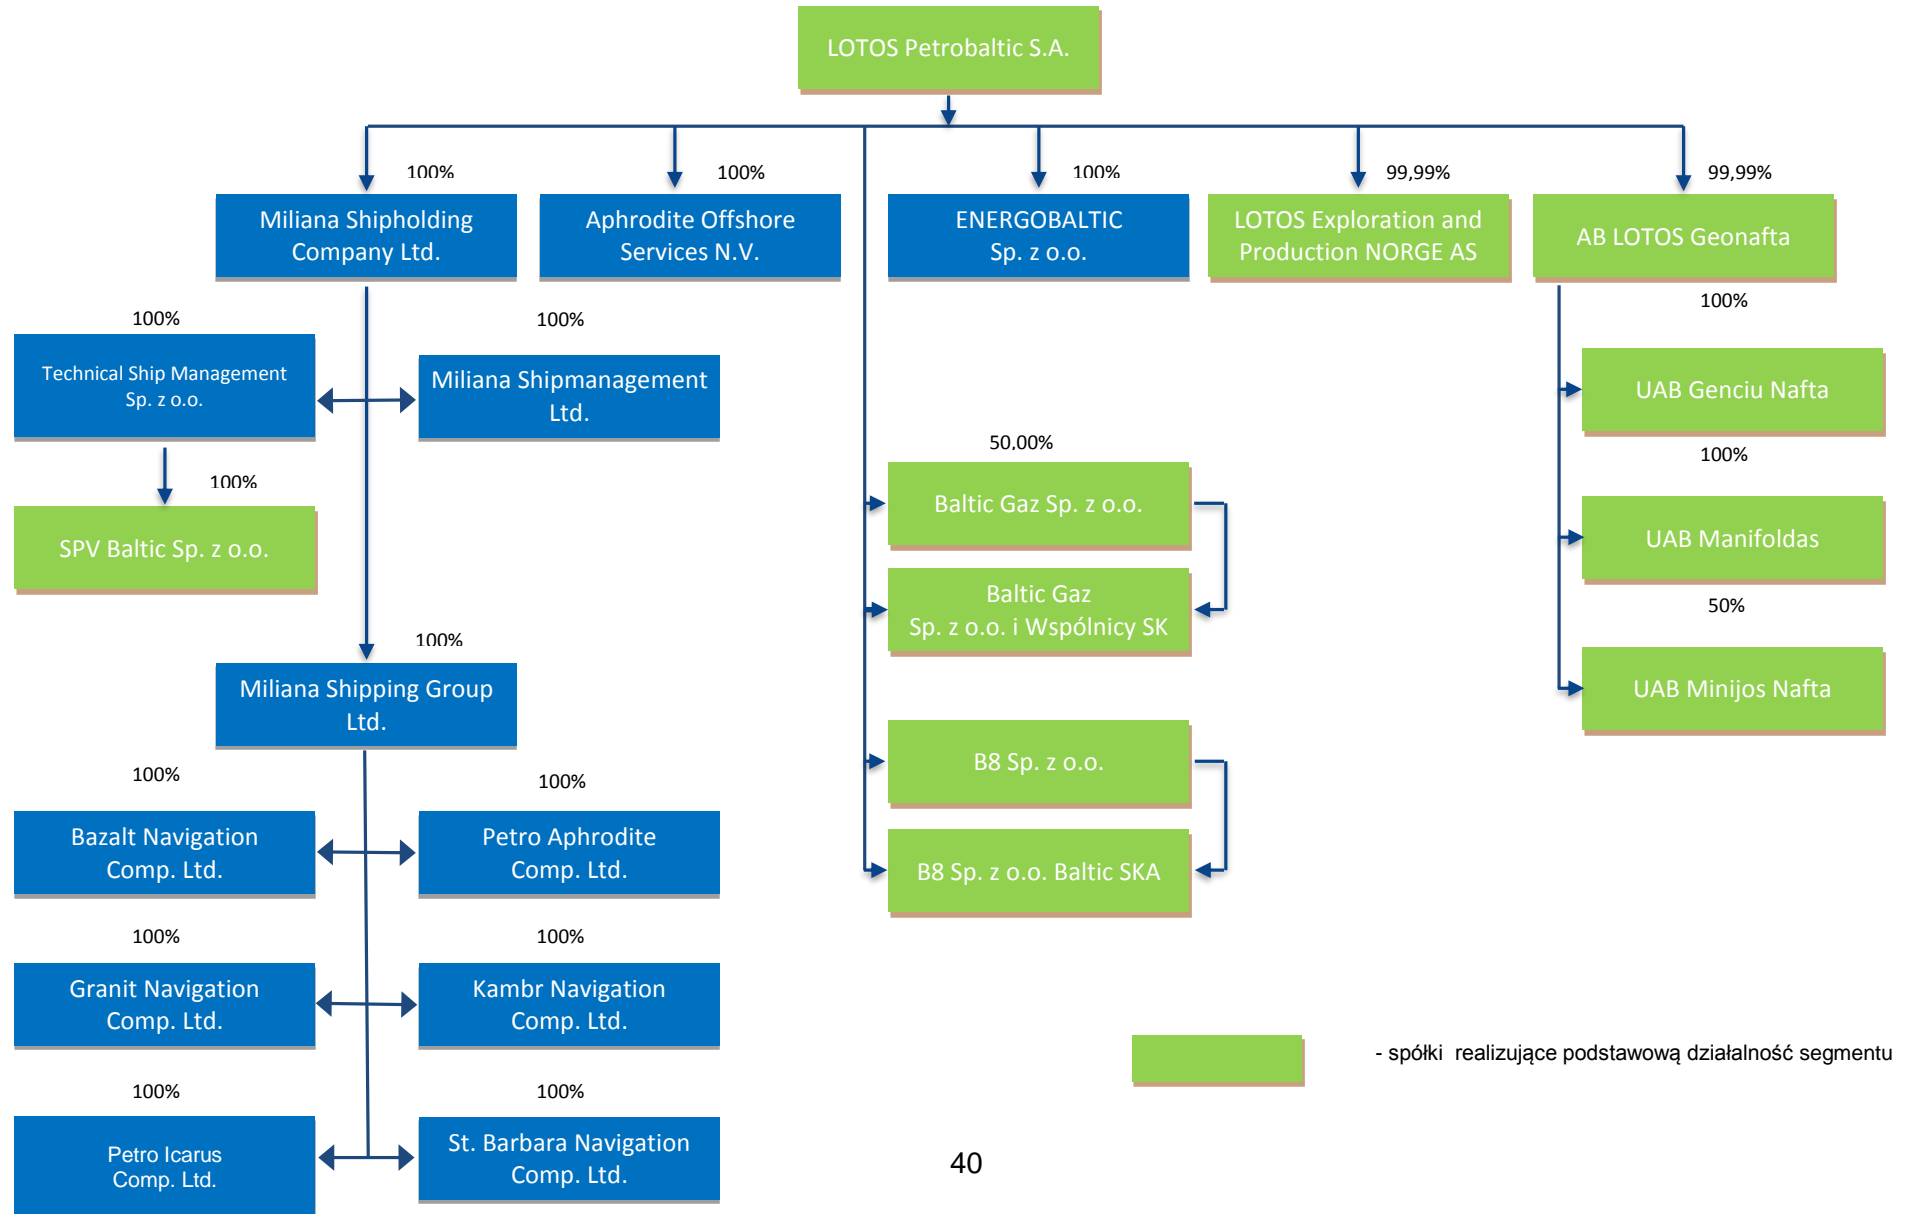 LOTOS Petrobaltic S.A.
100%
100%
100%
99,99%
99,99%
Miliana Shipholding
Company Ltd.
Aphrodite Offshore
Services N.V.
ENERGOBALTIC
Sp. z o.o.
LOTOS Exploration and
Production NORGE AS
AB LOTOS Geonafta
100%
100%
100%
Technical Ship Management
Sp. z o.o.
Miliana Shipmanagement
Ltd.
UAB Genciu Nafta
50,00%
100%
100%
Baltic Gaz Sp. z o.o.
SPV Baltic Sp. z o.o.
UAB Manifoldas
Baltic Gaz
Sp. z o.o. i Wspólnicy SK
50%
100%
Miliana Shipping Group
Ltd.
UAB Minijos Nafta
B8 Sp. z o.o.
100%
100%
Bazalt Navigation
Comp. Ltd.
Petro Aphrodite
Comp. Ltd.
B8 Sp. z o.o. Baltic SKA
100%
100%
Granit Navigation
Comp. Ltd.
Kambr Navigation
Comp. Ltd.
- spółki  realizujące podstawową działalność segmentu
100%
100%
Petro Icarus
Comp. Ltd.
St. Barbara Navigation
Comp. Ltd.
40